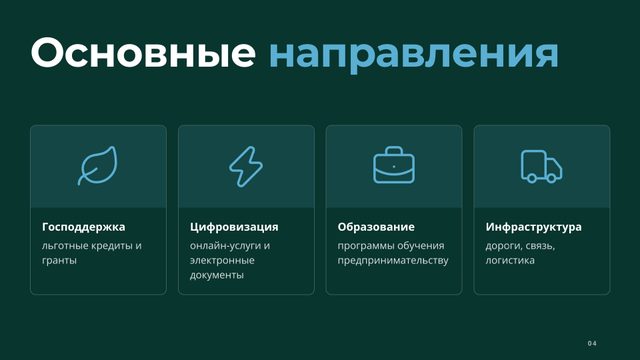 Основные направления
Господдержка
льготные кредиты и
гранты
Цифровизация
онлайн-услуги и
электронные
документы
Образование
программы обучения
предпринимательству
Инфраструктура
дороги, связь,
логистика
04